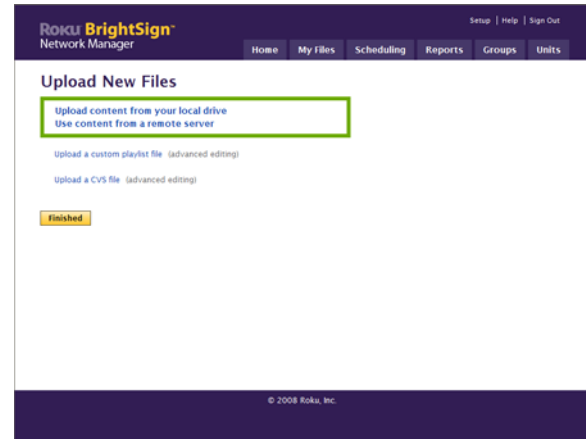 Setup | Help | Sign Out
ROKU BrightSign™
Network Manager
Home My Files Scheduling Reports Groups Units
Upload New Files
Upload content from your local drive
Use content from a remote server
Upload a custom playlist file (advanced editing)
Upload a CVS file (advanced editing)
Finished
© 2008 Roku, Inc.